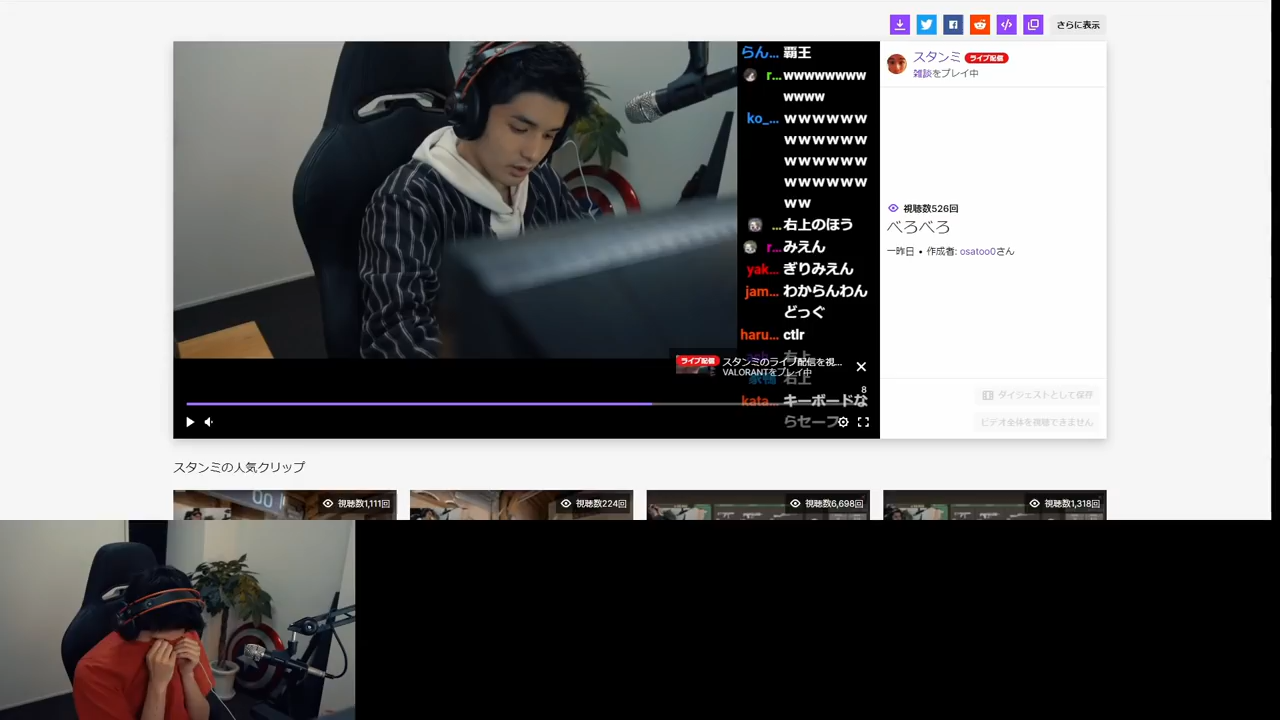 さらに表示
らん... 覇王
r... wwwwwwww
wwww
ko_... wwwwww
wwwwww
wwwwww
wwwwww
ww
... 右上のほう
r... みえん
yak... ぎりみえん
jam... わからんわん
どっぐ
haru... ctlr
右上
右上
kata... キーボードな
らセーフ
ライブ配信 スタンミのライブ配信を視...
VALORANTをプレイ中
8
スタンミ ライブ配信
雑談をプレイ中
視聴数526回
べろべろ
一昨日 • 作成者: osatoo0さん
ダイジェストとして保存
ビデオ全体を視聴できません
スタンミの人気クリップ
視聴数1,111回
視聴数224回
視聴数6,698回
視聴数1,318回